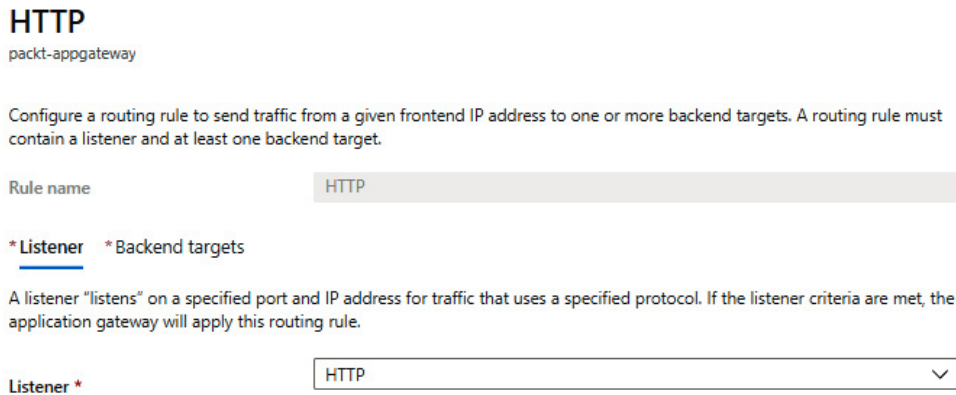 HTTP
packt-appgateway
Configure a routing rule to send traffic from a given frontend IP address to one or more backend targets. A routing rule must
contain a listener and at least one backend target.
Rule name HTTP
*Listener *Backend targets
A listener “listens” on a specified port and IP address for traffic that uses a specified protocol. If the listener criteria are met, the
application gateway will apply this routing rule.
Listener * HTTP